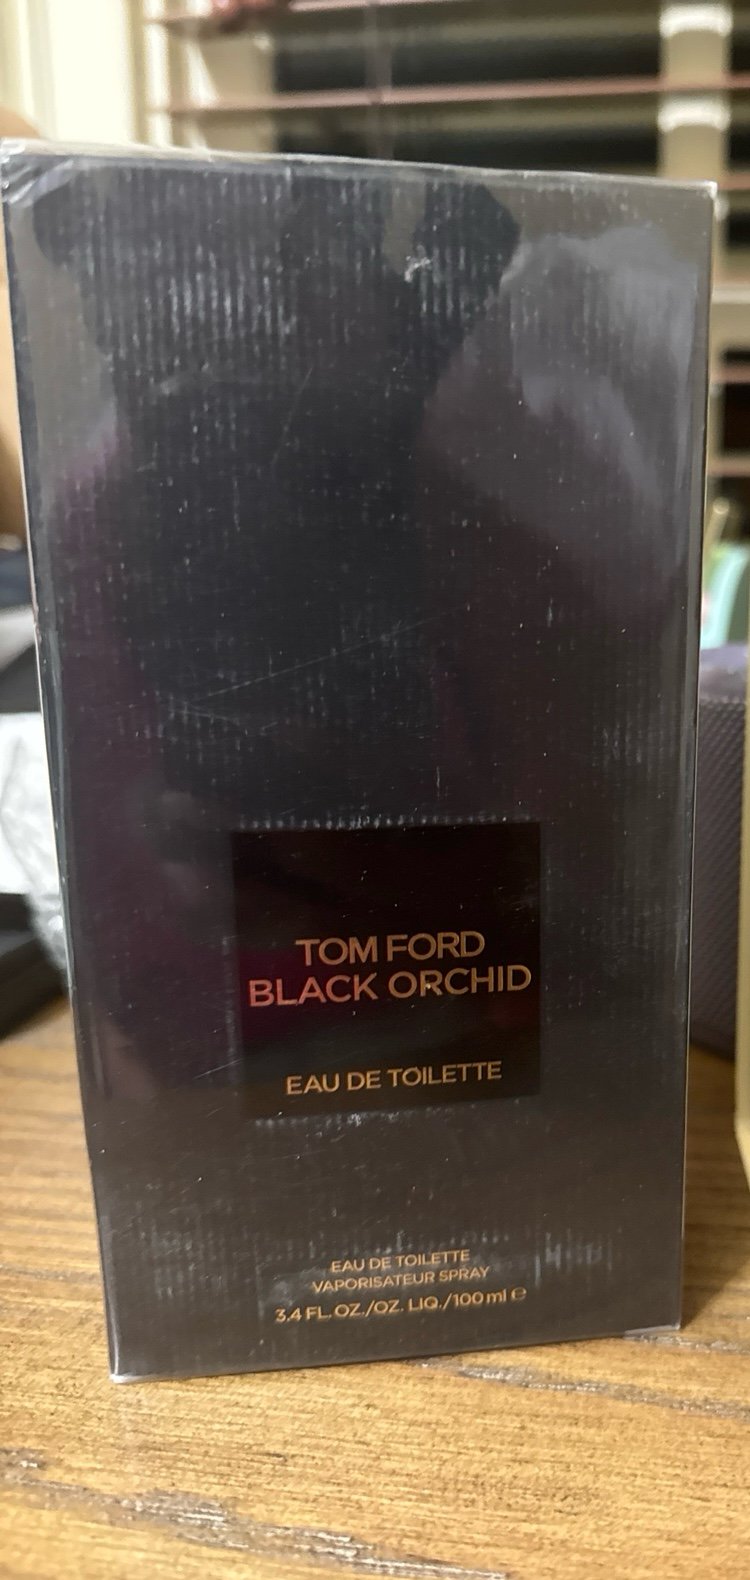 TOM FORD
BLACK ORCHID
EAU DE TOILETTE
EAU DE TOILETTE
VAPORISATEUR SPRAY
3.4 FL. OZ./OZ. LIQ./100 ml ℮